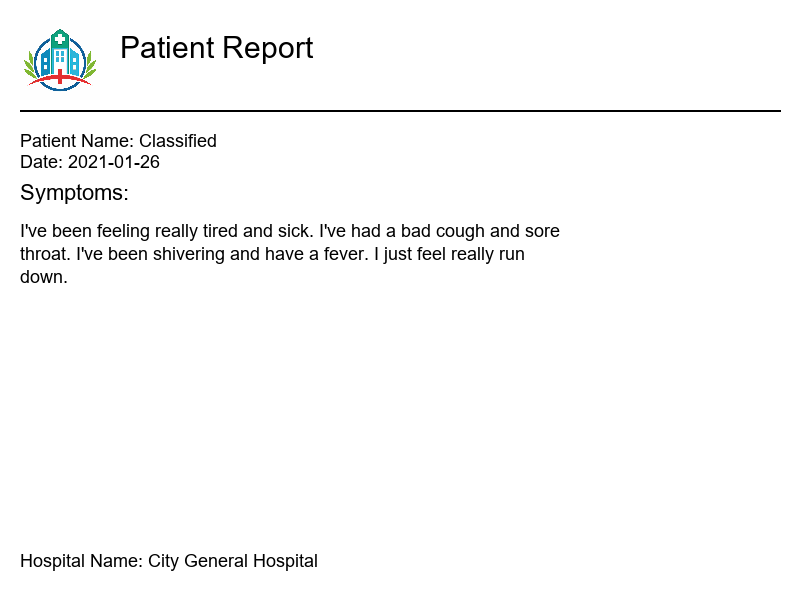 Patient Report
Patient Name: Classified
Date: 2021-01-26
Symptoms:
I've been feeling really tired and sick. I've had a bad cough and sore
throat. I've been shivering and have a fever. I just feel really run
down.
Hospital Name: City General Hospital